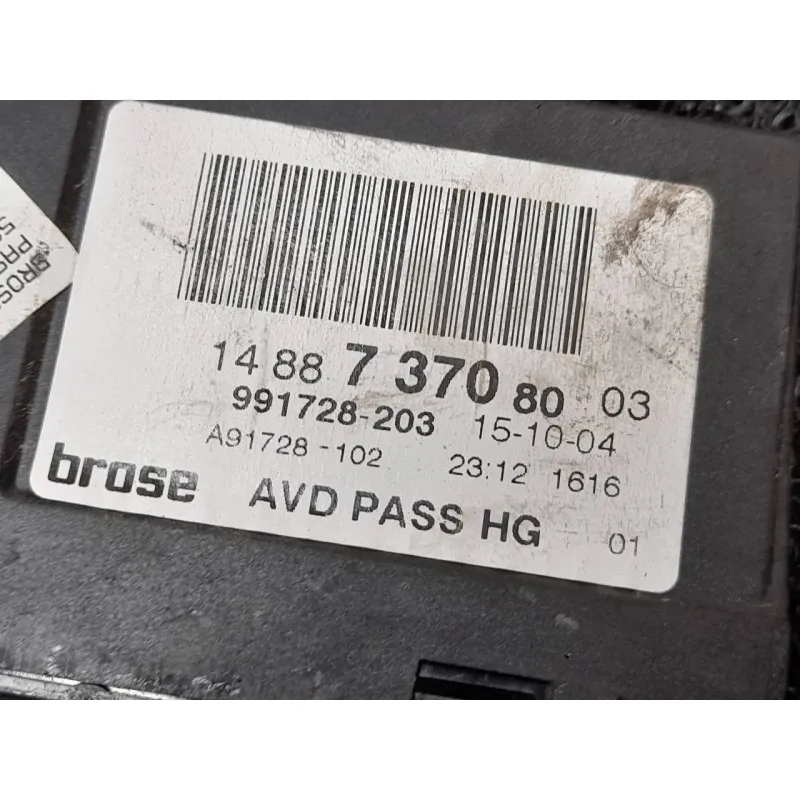 14 88 7 370 80 03
991728-203 15-10-04
A91728-102 23:12 1616
brose AVD PASS HG 01